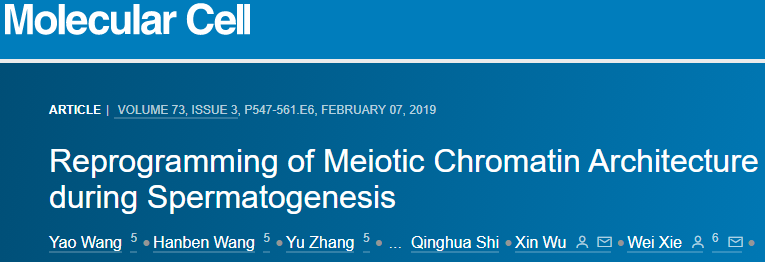 Molecular Cell
ARTICLE | VOLUME 73, ISSUE 3, P547-561.E6, FEBRUARY 07, 2019
Reprogramming of Meiotic Chromatin Architecture
during Spermatogenesis
Yao Wang 5 • Hanben Wang 5 • Yu Zhang 5 • ... Qinghua Shi • Xin Wu • Wei Xie 6 •